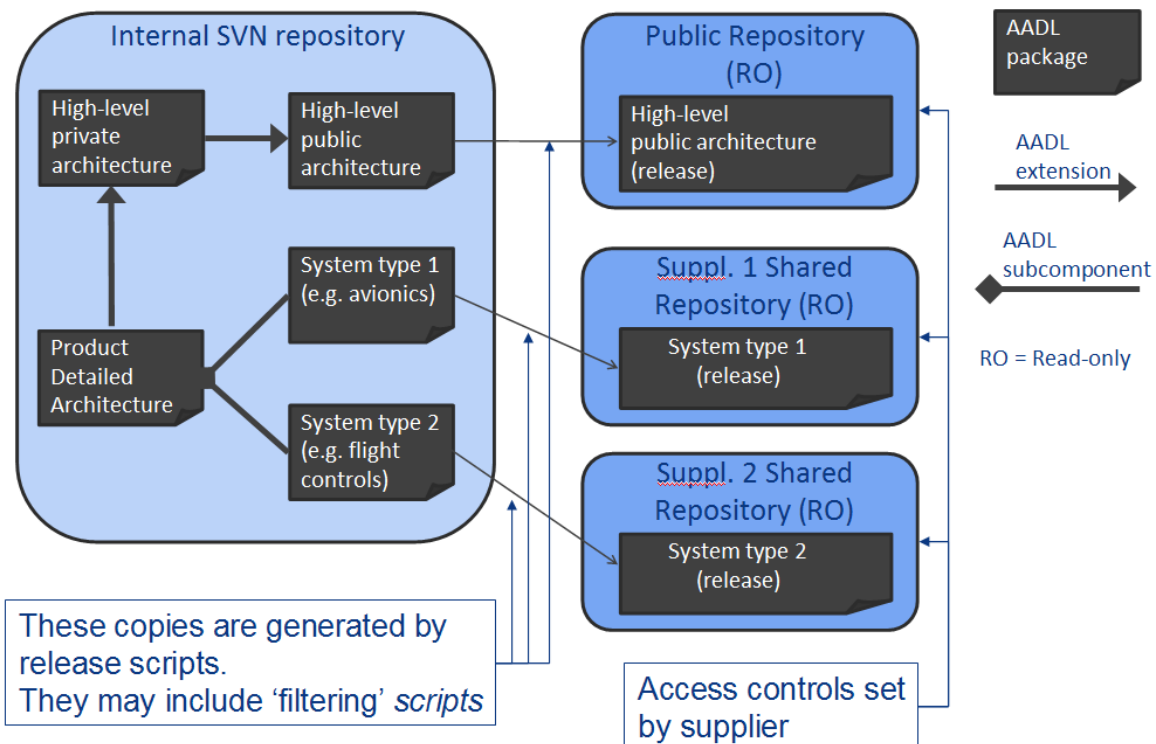 Internal SVN repository
High-level
private
architecture
High-level
public
architecture
System type 1
(e.g. avionics)
Product
Detailed
Architecture
System type 2
(e.g. flight
controls)
Public Repository
(RO)
High-level
public architecture
(release)
Suppl. 1 Shared
Repository (RO)
System type 1
(release)
Suppl. 2 Shared
Repository (RO)
System type 2
(release)
AADL
package
AADL
extension
AADL
subcomponent
RO = Read-only
These copies are generated by
release scripts.
They may include ‘filtering’ scripts
Access controls set
by supplier